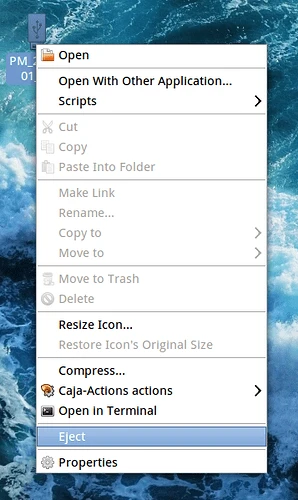 PM_
01
Open
Open With Other Application...
Scripts
Cut
Copy
Paste Into Folder
Make Link
Rename...
Copy to
Move to
Move to Trash
Delete
Resize Icon...
Restore Icon's Original Size
Compress...
Caja-Actions actions
Open in Terminal
Eject
Properties